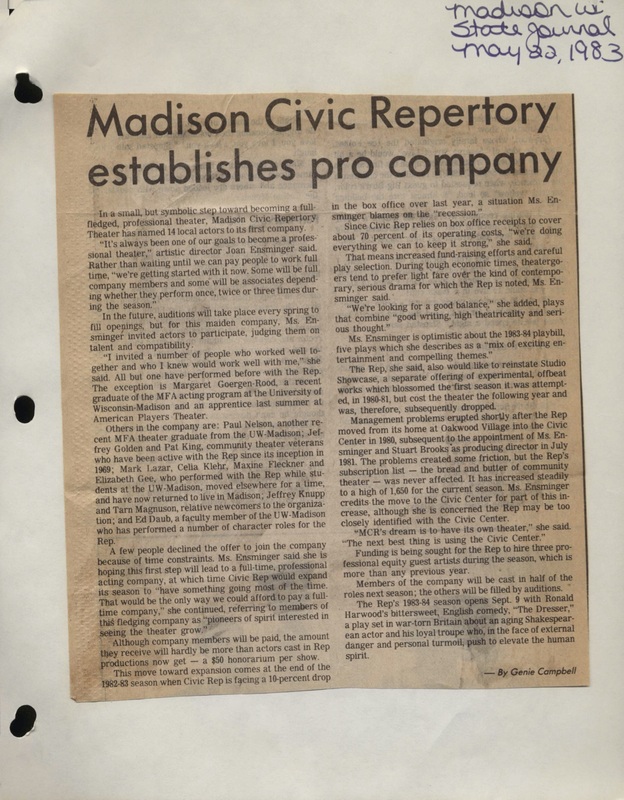 madison wi
State Journal
May 22, 1983
Madison Civic Repertory
establishes pro company
In a small, but symbolic step toward becoming a full-
fledged, professional theater, Madison Civic Repertory
Theater has named 14 local actors to its first company.
"It's always been one of our goals to become a profes-
sional theater," artistic director Joan Ensminger said.
Rather than waiting until we can pay people to work full
time, "we're getting started with it now. Some will be full
company members and some will be associates depend-
ing whether they perform once, twice or three times dur-
ing the season."
In the future, auditions will take place every spring to
fill openings, but for this maiden company, Ms. En-
sminger invited actors to participate, judging them on
talent and compatibility.
"I invited a number of people who worked well to-
gether and who I knew would work well with me," she
said. All but one have performed before with the Rep.
The exception is Margaret Goergen-Rood, a recent
graduate of the MFA acting program at the University of
Wisconsin-Madison and an apprentice last summer at
American Players Theater.
Others in the company are: Paul Nelson, another re-
cent MFA theater graduate from the UW-Madison; Jef-
frey Golden and Pat King, community theater veterans
who have been active with the Rep since its inception in
1969; Mark Lazar, Celia Klehr, Maxine Fleckner and
Elizabeth Gee, who performed with the Rep while stu-
dents at the UW-Madison, moved elsewhere for a time,
and have now returned to live in Madison; Jeffrey Knupp
and Tarn Magnuson, relative newcomers to the organiza-
tion; and Ed Daub, a faculty member of the UW-Madison
who has performed a number of character roles for the
Rep.
A few people declined the offer to join the company
because of time constraints. Ms. Ensminger said she is
hoping this first step will lead to a full-time, professional
acting company, at which time Civic Rep would expand
its season to "have something going most of the time.
That would be the only way we could afford to pay a full-
time company," she continued, referring to members of
this fledging company as "pioneers of spirit interested in
seeing the theater grow."
Although company members will be paid, the amount
they receive will hardly be more than actors cast in Rep
productions now get — a $50 honorarium per show.
This move toward expansion comes at the end of the
1982-83 season when Civic Rep is facing a 10-percent drop
in the box office over last year, a situation Ms. En-
sminger blames on the "recession."
Since Civic Rep relies on box office receipts to cover
about 70 percent of its operating costs, "we're doing
everything we can to keep it strong," she said.
That means increased fund-raising efforts and careful
play selection. During tough economic times, theatergo-
ers tend to prefer light fare over the kind of contempo-
rary, serious drama for which the Rep is noted, Ms. En-
sminger said.
"We're looking for a good balance," she added, plays
that combine "good writing, high theatricality and seri-
ous thought."
Ms. Ensminger is optimistic about the 1983-84 playbill,
five plays which she describes as a "mix of exciting en-
tertainment and compelling themes."
The Rep, she said, also would like to reinstate Studio
Showcase, a separate offering of experimental, offbeat
works which blossomed the first season it was attempt-
ed, in 1980-81, but cost the theater the following year and
was, therefore, subsequently dropped.
Management problems erupted shortly after the Rep
moved from its home at Oakwood Village into the Civic
Center in 1980, subsequent to the appointment of Ms. En-
sminger and Stuart Brooks as producing director in July
1981. The problems created some friction, but the Rep's
subscription list — the bread and butter of community
theater — was never affected. It has increased steadily
to a high of 1,650 for the current season. Ms. Ensminger
credits the move to the Civic Center for part of this in-
crease, although she is concerned the Rep may be too
closely identified with the Civic Center.
"MCR's dream is to have its own theater," she said.
"The next best thing is using the Civic Center."
Funding is being sought for the Rep to hire three pro-
fessional equity guest artists during the season, which is
more than any previous year.
Members of the company will be cast in half of the
roles next season; the others will be filled by auditions.
The Rep's 1983-84 season opens Sept. 9 with Ronald
Harwood's bittersweet, English comedy, "The Dresser,"
a play set in war-torn Britain about an aging Shakespear-
ean actor and his loyal troupe who, in the face of external
danger and personal turmoil, push to elevate the human
spirit.
— By Genie Campbell